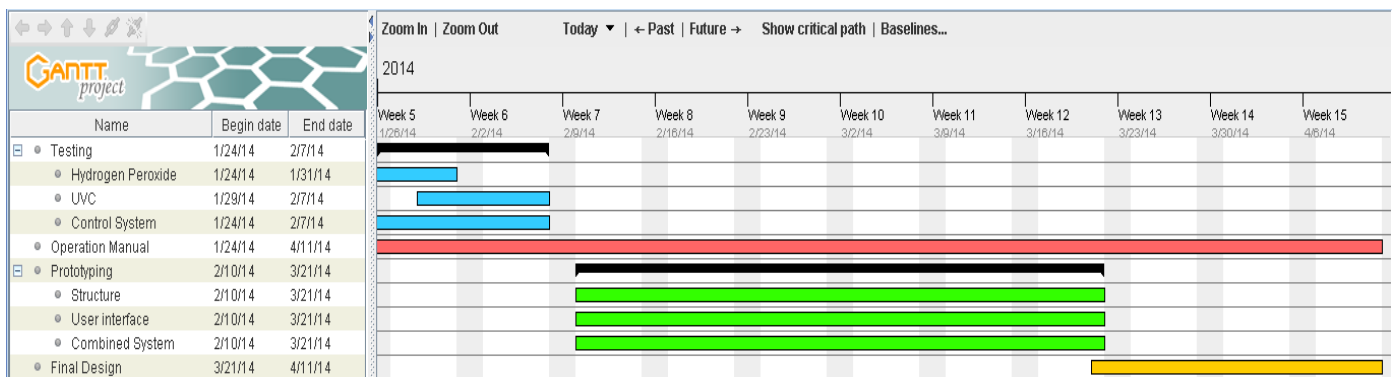 Zoom In | Zoom Out Today ▼ | ← Past | Future → Show critical path | Baselines...
GANTT
project
2014
Name Begin date End date
Week 5 Week 6 Week 7 Week 8 Week 9 Week 10 Week 11 Week 12 Week 13 Week 14 Week 15
1/26/14 2/2/14 2/9/14 2/16/14 2/23/14 3/2/14 3/9/14 3/16/14 3/23/14 3/30/14 4/6/14
Testing 1/24/14 2/7/14
Hydrogen Peroxide 1/24/14 1/31/14
UVC 1/29/14 2/7/14
Control System 1/24/14 2/7/14
Operation Manual 1/24/14 4/11/14
Prototyping 2/10/14 3/21/14
Structure 2/10/14 3/21/14
User interface 2/10/14 3/21/14
Combined System 2/10/14 3/21/14
Final Design 3/21/14 4/11/14